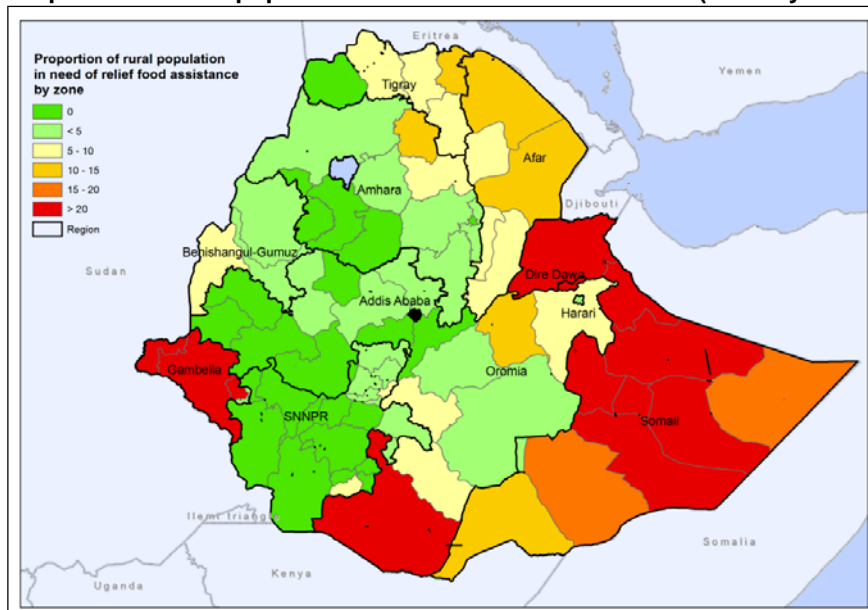 Proportion of rural population
in need of relief food assistance
by zone
0
< 5
5 - 10
10 - 15
15 - 20
> 20
Region
Eritrea
Yemen
Tigray
Afar
Amhara
Djibouti
Benishangul-Gumuz
Sudan
Dire Dawa
Addis Ababa
Harari
Gambella
Oromia
SNNPR
Somali
Ilemi triangle
Somalia
Kenya
Uganda